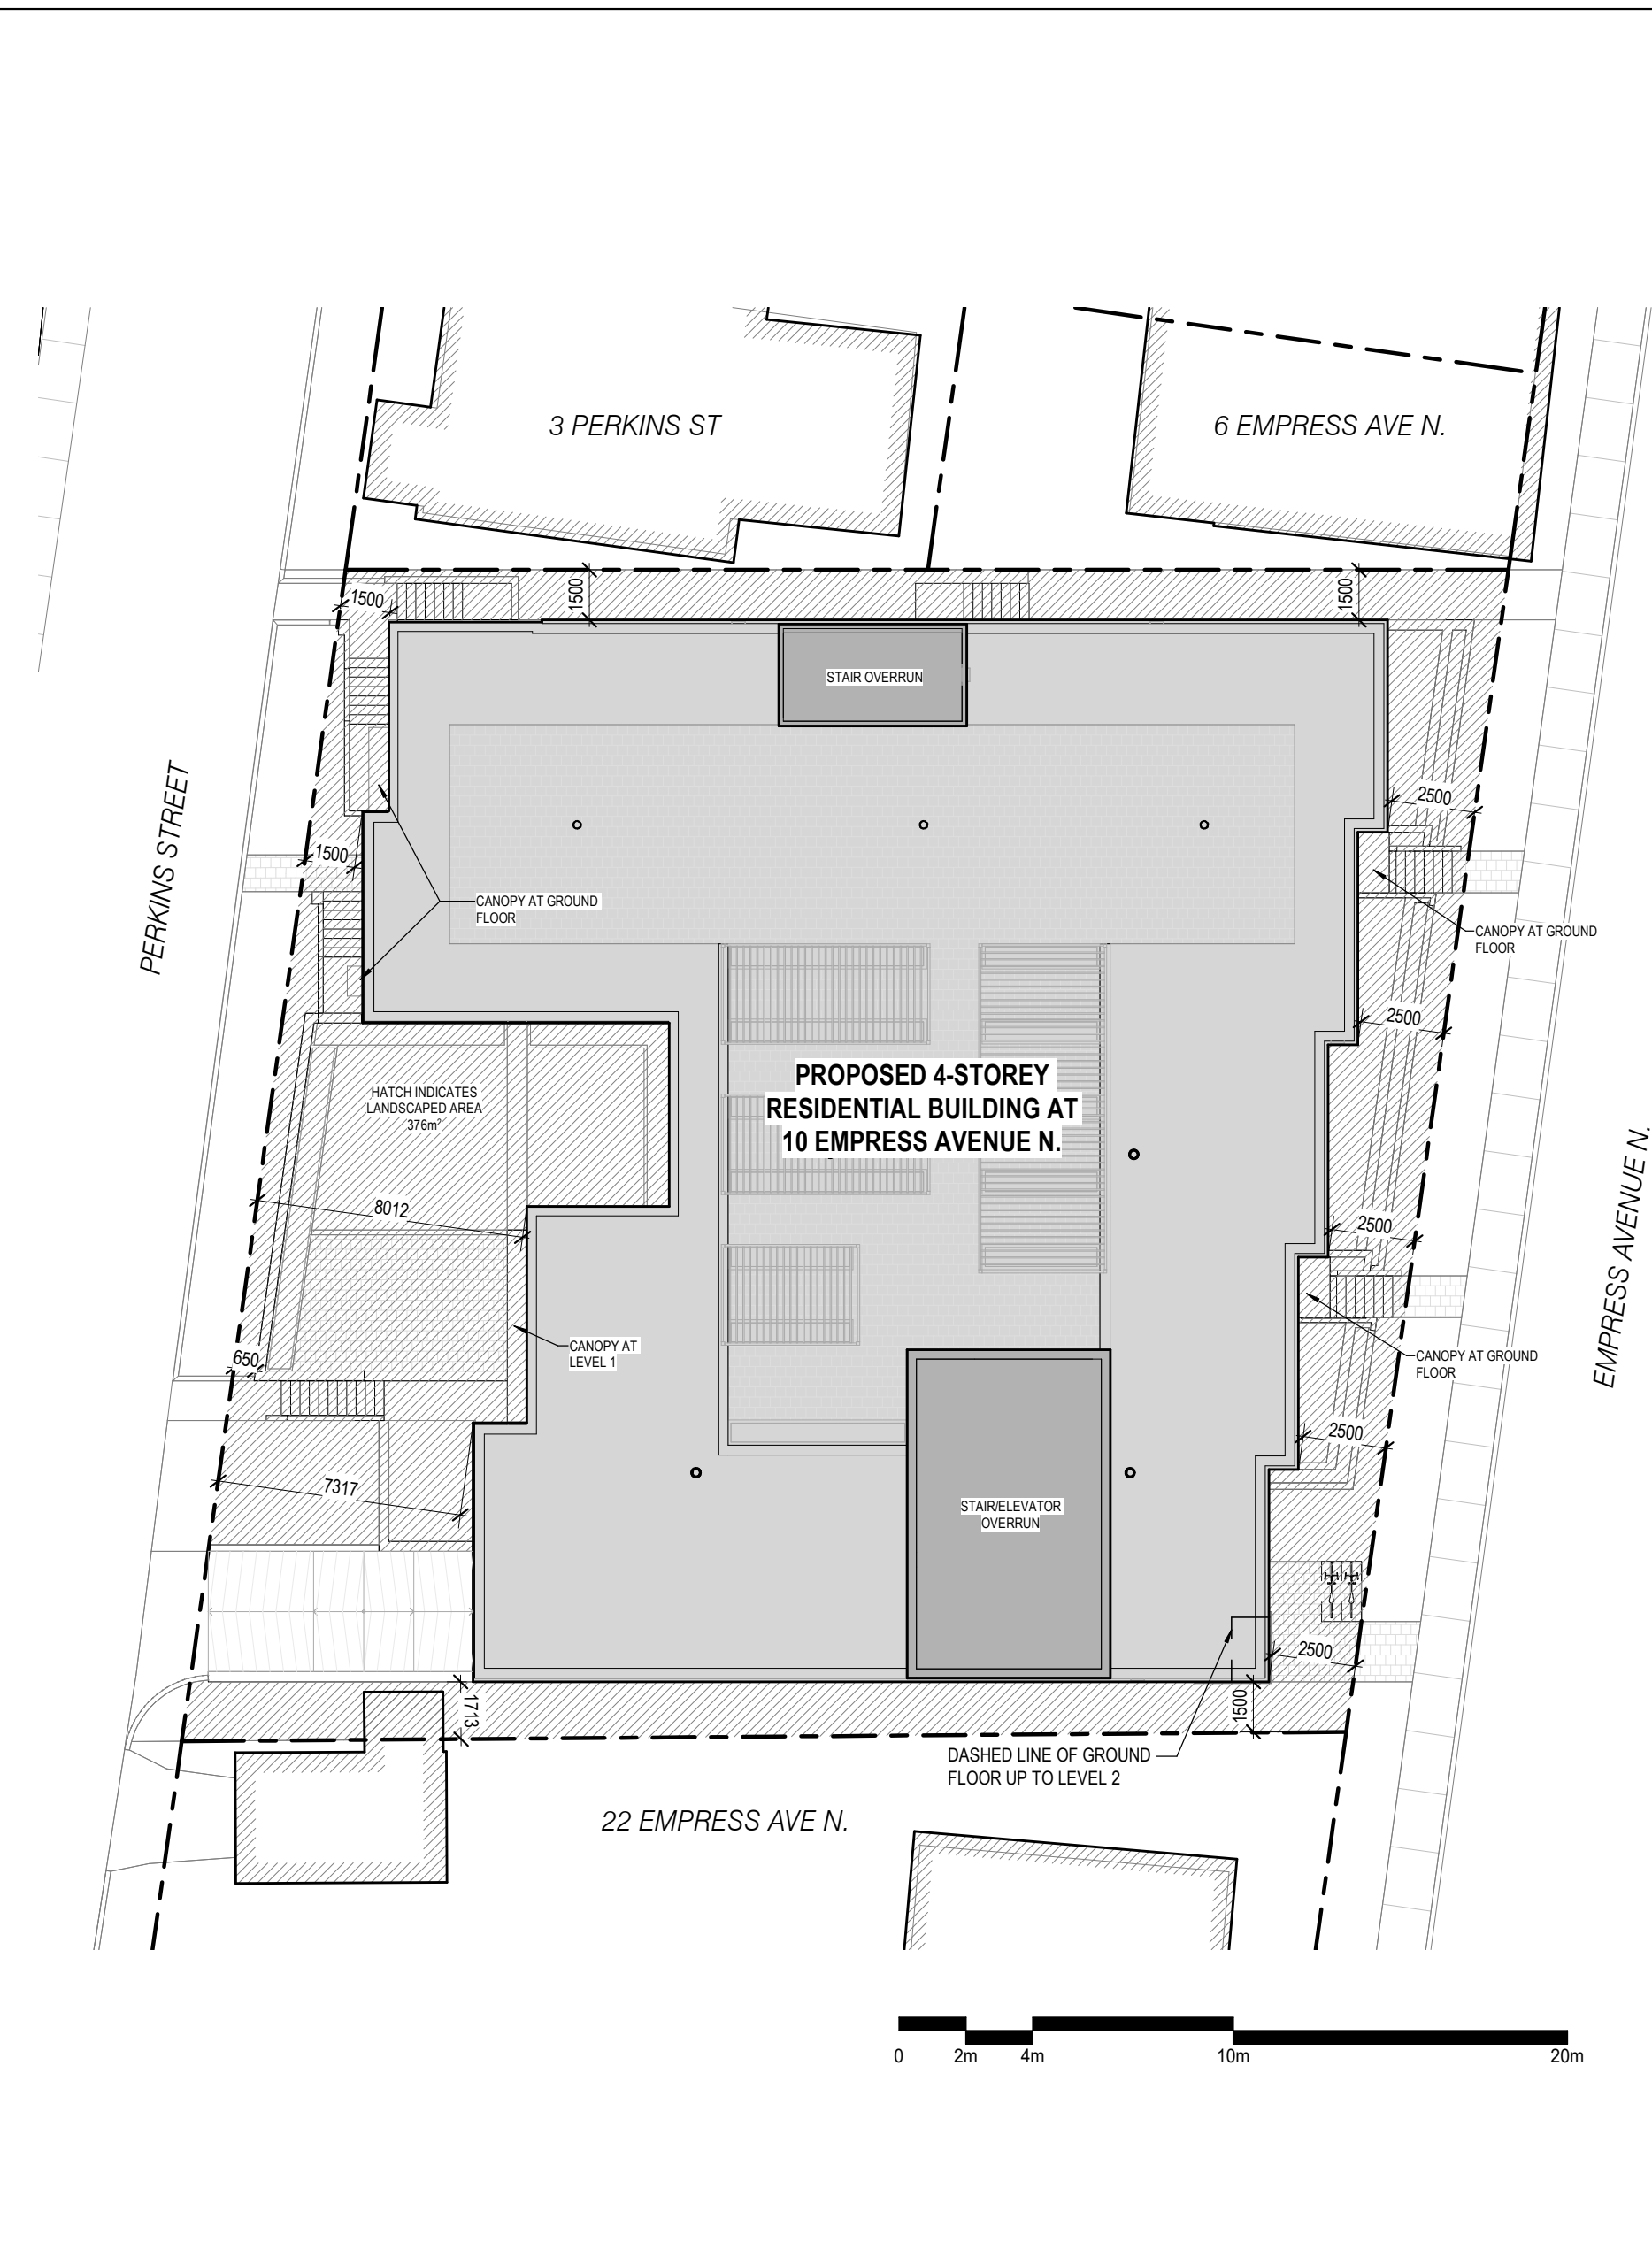 3 PERKINS ST
6 EMPRESS AVE N.
1500
1500
1500
STAIR OVERRUN
PERKINS STREET
2500
1500
CANOPY AT GROUND
FLOOR
CANOPY AT GROUND
FLOOR
2500
PROPOSED 4-STOREY
RESIDENTIAL BUILDING AT
10 EMPRESS AVENUE N.
HATCH INDICATES
LANDSCAPED AREA
376m²
8012
2500
EMPRESS AVENUE N.
CANOPY AT
LEVEL 1
650
CANOPY AT GROUND
FLOOR
2500
7317
STAIR/ELEVATOR
OVERRUN
2500
1713
1500
DASHED LINE OF GROUND
FLOOR UP TO LEVEL 2
22 EMPRESS AVE N.
0 2m 4m 10m 20m